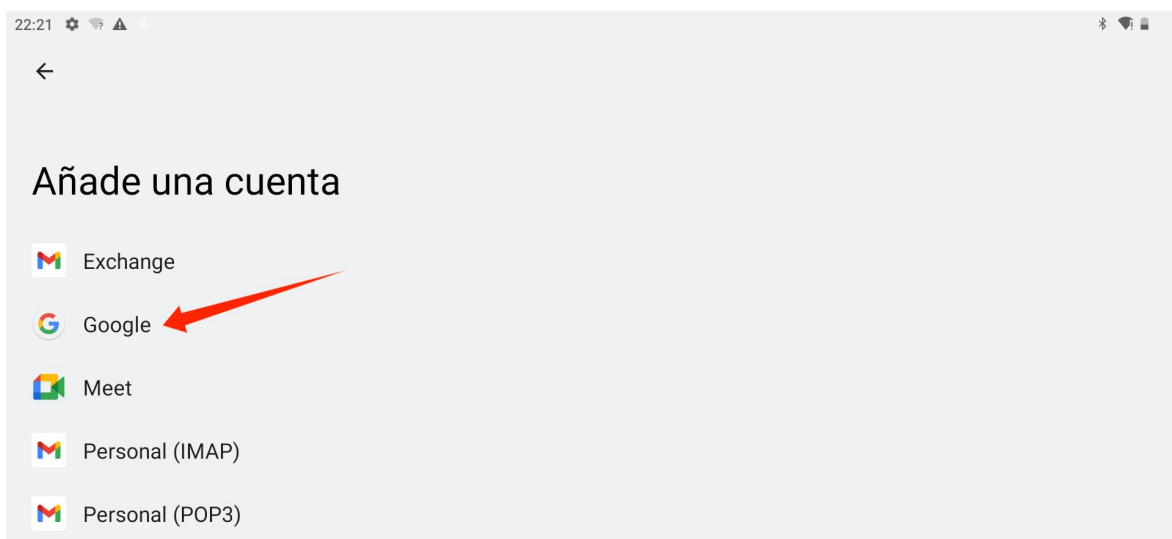 22:21
Añade una cuenta
Exchange
Google
Meet
Personal (IMAP)
Personal (POP3)